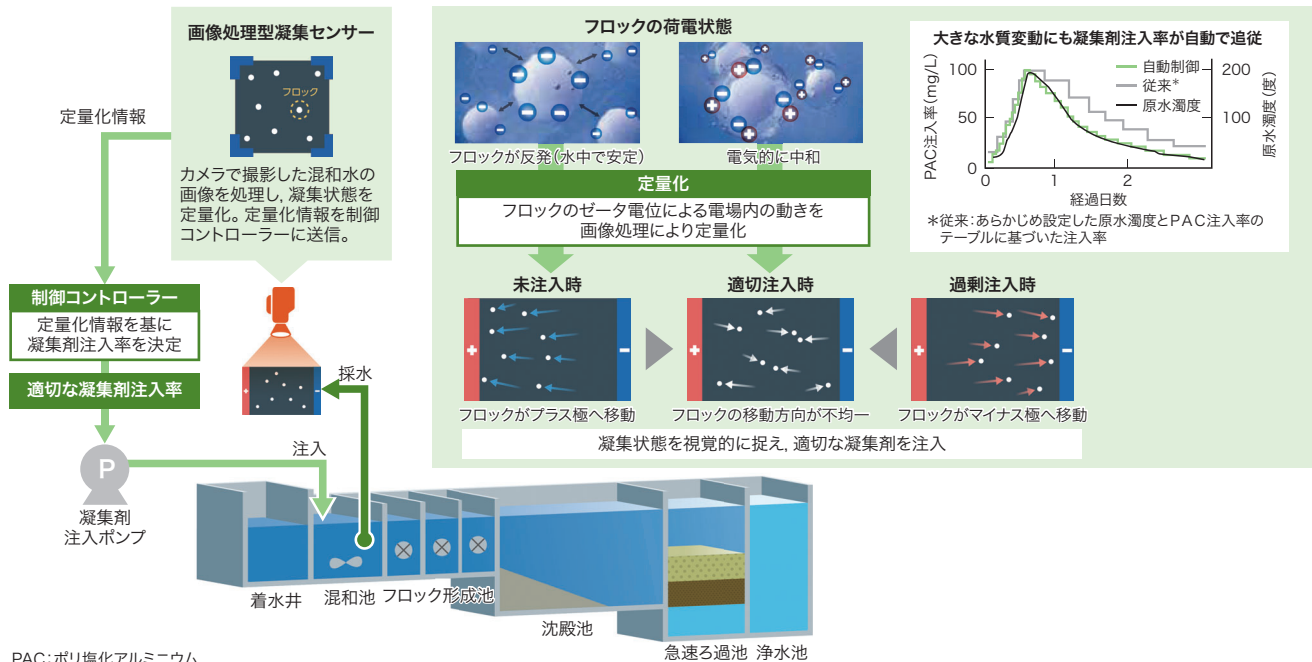 画像処理型凝集センサー
フロック
カメラで撮影した混和水の
画像を処理し, 凝集状態を
定量化。定量化情報を制御
コントローラーに送信。
定量化情報
制御コントローラー
定量化情報を基に
凝集剤注入率を決定
適切な凝集剤注入率
P
凝集剤
注入ポンプ
注入
採水
+
−
着水井
混和池
フロック形成池
沈殿池
急速ろ過池
浄水池
フロックの荷電状態
フロックが反発(水中で安定)
電気的に中和
定量化
フロックのゼータ電位による電場内の動きを
画像処理により定量化
未注入時
適切注入時
過剰注入時
+
−
+
−
+
−
フロックがプラス極へ移動
フロックの移動方向が不均一
フロックがマイナス極へ移動
凝集状態を視覚的に捉え, 適切な凝集剤を注入
大きな水質変動にも凝集剤注入率が自動で追従
PAC注入率(mg/L)
100
50
0
0
1
2
経過日数
200
100
原水濁度(度)
自動制御
従来*
原水濁度
*従来:あらかじめ設定した原水濁度とPAC注入率の
テーブルに基づいた注入率
PAC:ポリ塩化アルミニウム